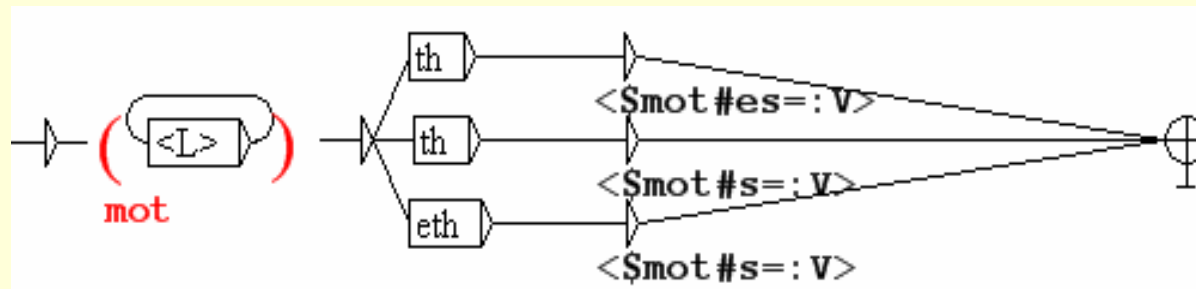 th
<$mot#es=:V>
( <L> )
mot
th
<$mot#s=:V>
eth
<$mot#s=:V>